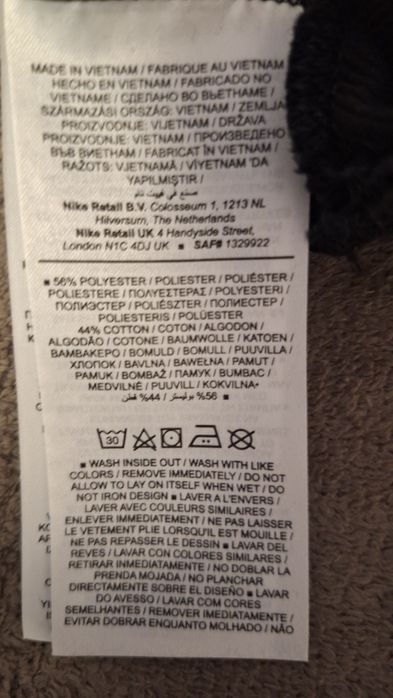 MADE IN VIETNAM / FABRIQUE AU VIETNAM
HECHO EN VIETNAM / FABRICADO NO
VIETNAME / СДЕЛАНО ВО ВЬЕТНАМЕ /
SZÁRMAZÁSI ORSZÁG: VIETNAM / ZEMLJA
PROIZVODNJE: VIJETNAM / DRŽAVA
PROIZVODNJE: VIETNAM / ПРОИЗВЕДЕНО
ВЪВ ВИЕТНАМ / FABRICAT ÎN VIETNAM /
RAŽOTS: VJETNAMĀ / VİYETNAM 'DA
YAPILMIŞTIR /
صنع في فيت نام
Nike Retail B.V. Colosseum 1, 1213 NL
Hilversum, The Netherlands
Nike Retail UK 4 Handyside Street,
London N1C 4DJ UK ■ SAF# 1329922
■ 56% POLYESTER / POLIESTER / POLIÉSTER /
POLIESTERE / ΠΟΛΥΕΣΤΕΡΑΣ / POLYESTERI /
ПОЛИЭСТЕР / POLIÉSZTER / ПОЛИЕСТЕР /
POLIESTERIS / POLÜESTER
44% COTTON / COTON / ALGODON /
ALGODÃO / COTONE / BAUMWOLLE / KATOEN /
ΒΑΜΒΑΚΕΡΟ / BOMULD / BOMULL / PUUVILLA /
ХЛОПОК / BAVLNA / BAWEŁNA / PAMUT /
PAMUK / BOMBAŽ / ПАМУК / BUMBAC /
MEDVILNĖ / PUUVILL / KOKVILNA
■ 56% بوليستر / 44% قطن
30
■ WASH INSIDE OUT / WASH WITH LIKE
COLORS / REMOVE IMMEDIATELY / DO NOT
ALLOW TO LAY ON ITSELF WHEN WET / DO
NOT IRON DESIGN ■ LAVER A L'ENVERS /
LAVER AVEC COULEURS SIMILAIRES /
ENLEVER IMMEDIATEMENT / NE PAS LAISSER
LE VETEMENT PLIE LORSQU'IL EST MOUILLE /
NE PAS REPASSER LE DESSIN ■ LAVAR DEL
REVES / LAVAR CON COLORES SIMILARES /
RETIRAR INMEDIATAMENTE / NO DOBLAR LA
PRENDA MOJADA / NO PLANCHAR
DIRECTAMENTE SOBRE EL DISEÑO ■ LAVAR
DO AVESSO / LAVAR COM CORES
SEMELHANTES / REMOVER IMEDIATAMENTE /
EVITAR DOBRAR ENQUANTO MOLHADO / NÃO